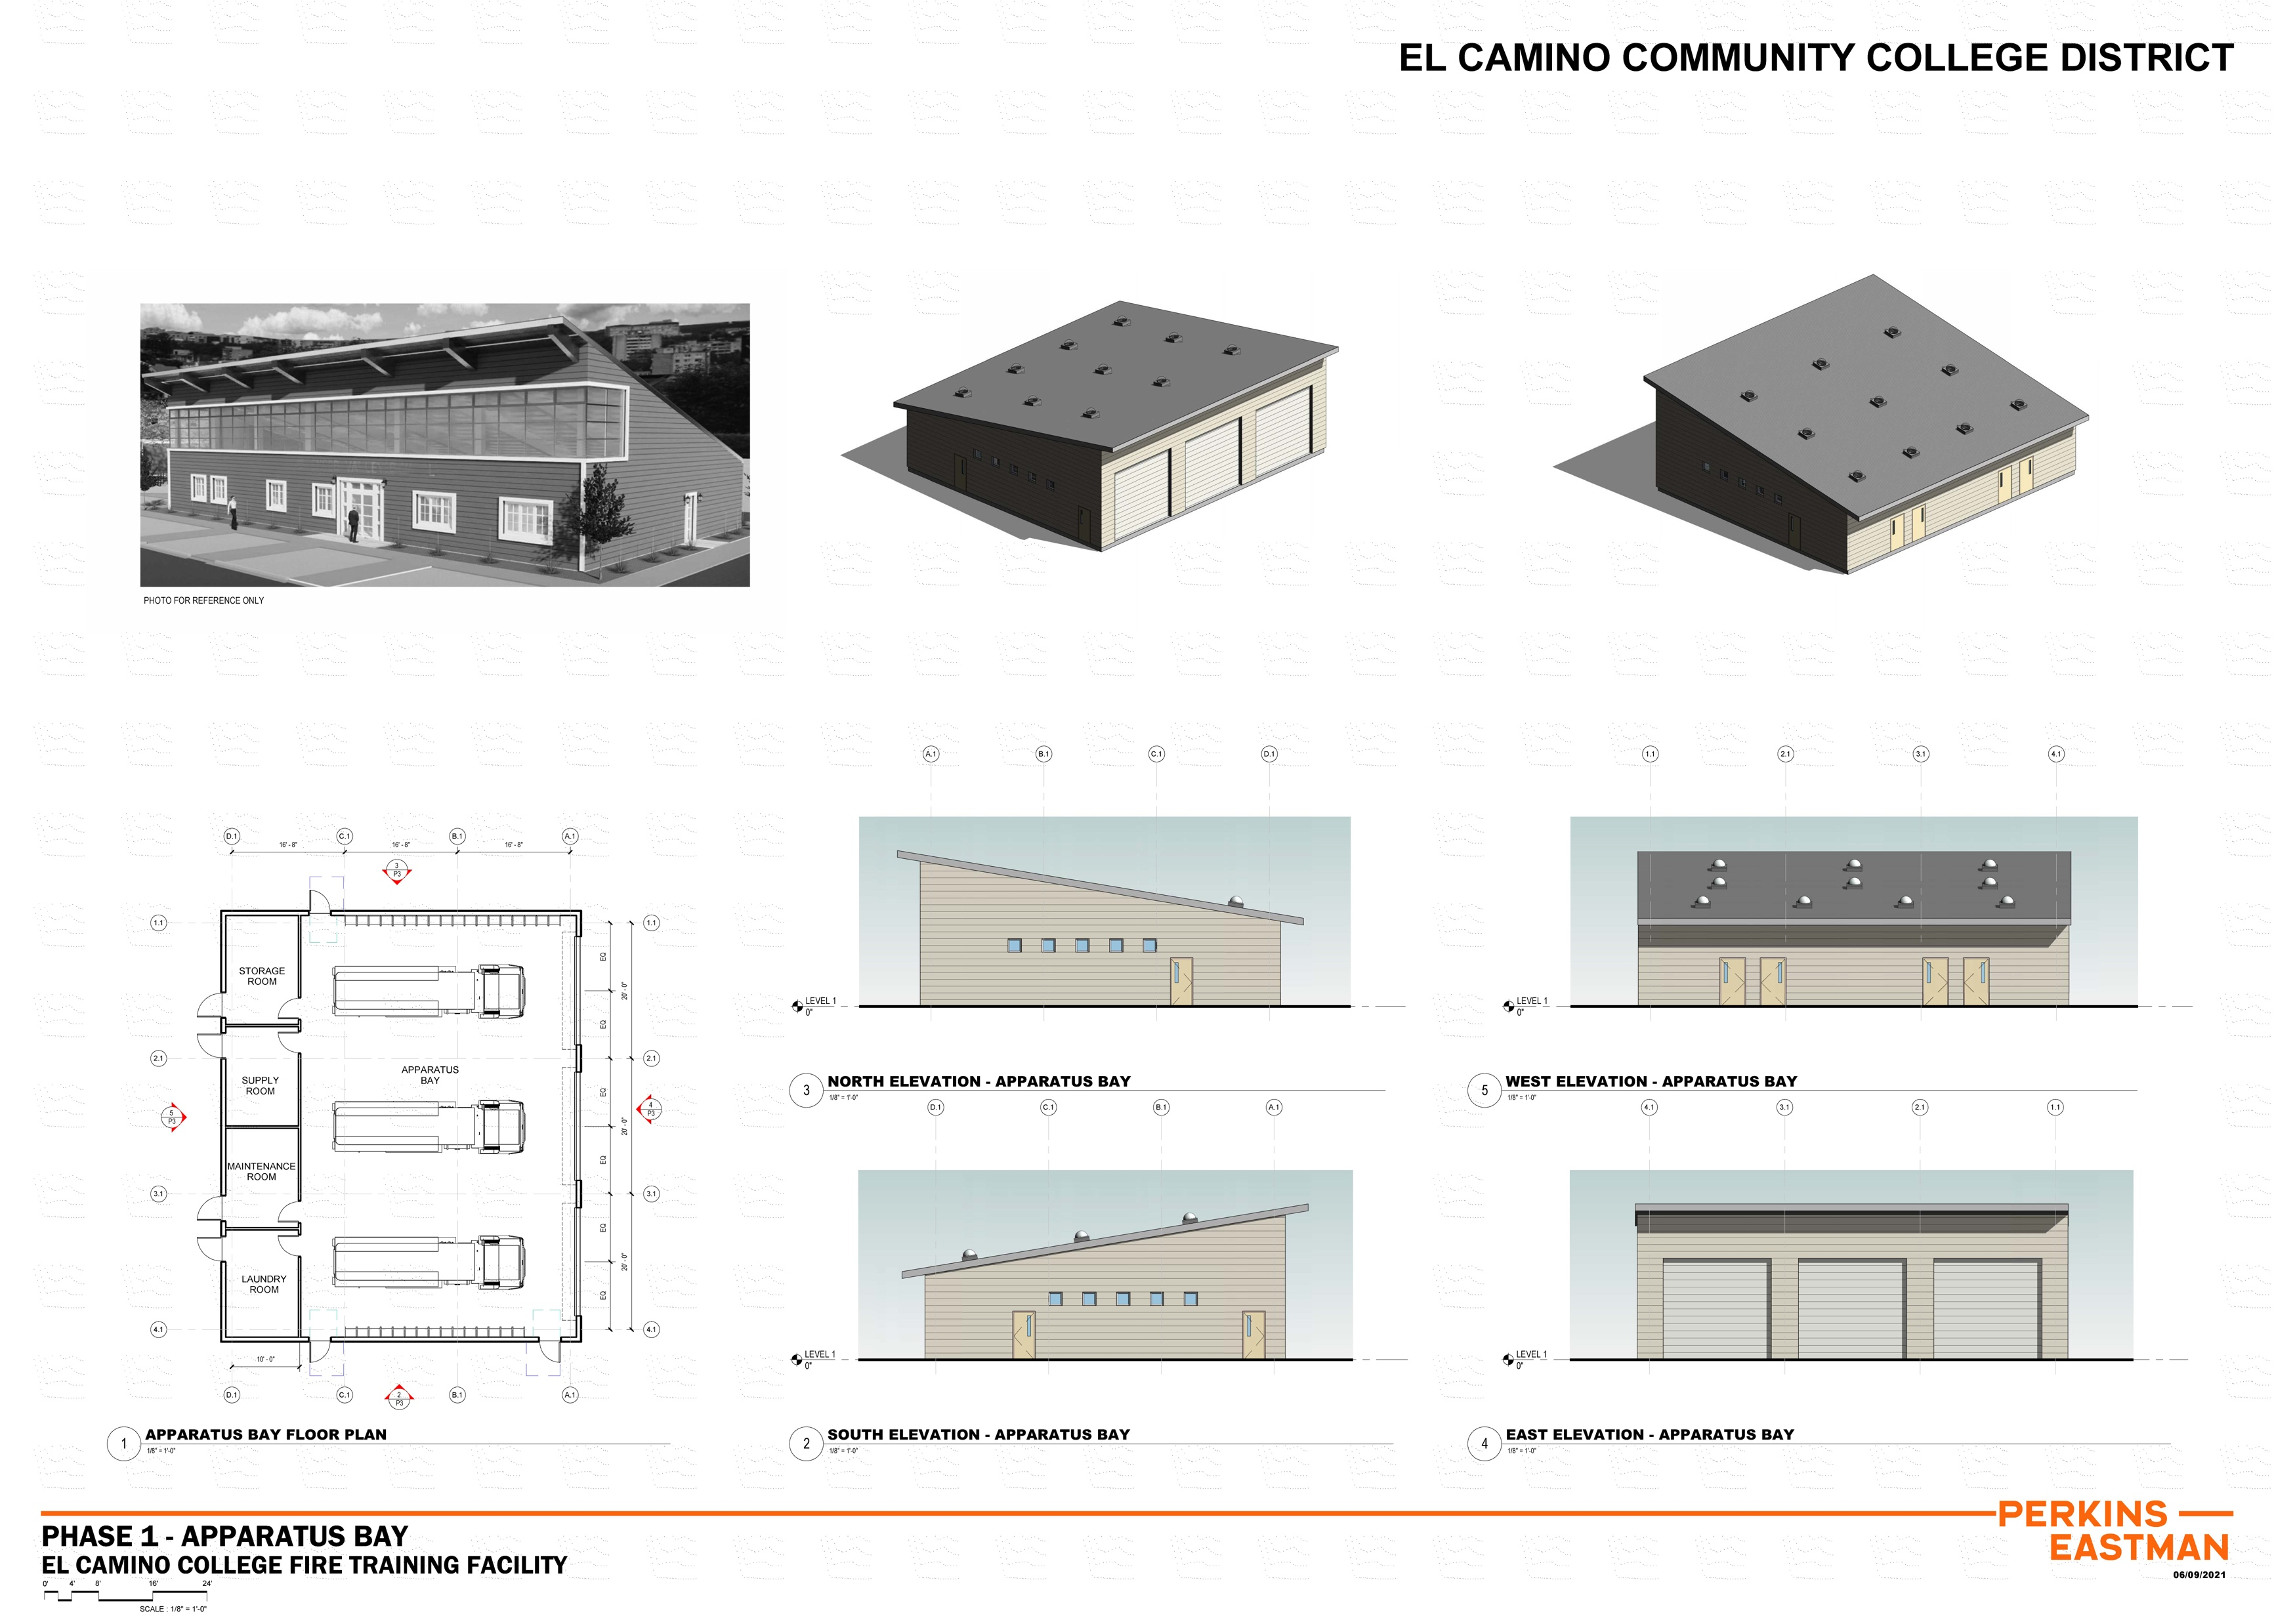 EL CAMINO COMMUNITY COLLEGE DISTRICT
PHOTO FOR REFERENCE ONLY
D.1
C.1
B.1
A.1
16' - 8"
16' - 8"
16' - 8"
3
P3
1.1
1.1
STORAGE
ROOM
EQ
20' - 0"
EQ
2.1
2.1
APPARATUS
BAY
SUPPLY
ROOM
EQ
5
P3
4
P3
20' - 0"
MAINTENANCE
ROOM
EQ
3.1
3.1
EQ
20' - 0"
LAUNDRY
ROOM
EQ
4.1
4.1
10' - 0"
D.1
C.1
B.1
A.1
2
P3
1
APPARATUS BAY FLOOR PLAN
1/8" = 1'-0"
A.1
B.1
C.1
D.1
LEVEL 1
0"
3
NORTH ELEVATION - APPARATUS BAY
1/8" = 1'-0"
1.1
2.1
3.1
4.1
LEVEL 1
0"
5
WEST ELEVATION - APPARATUS BAY
1/8" = 1'-0"
D.1
C.1
B.1
A.1
LEVEL 1
0"
2
SOUTH ELEVATION - APPARATUS BAY
1/8" = 1'-0"
4.1
3.1
2.1
1.1
LEVEL 1
0"
4
EAST ELEVATION - APPARATUS BAY
1/8" = 1'-0"
PHASE 1 - APPARATUS BAY
EL CAMINO COLLEGE FIRE TRAINING FACILITY
0' 4' 8' 16' 24'
SCALE : 1/8" = 1'-0"
PERKINS
EASTMAN
06/09/2021